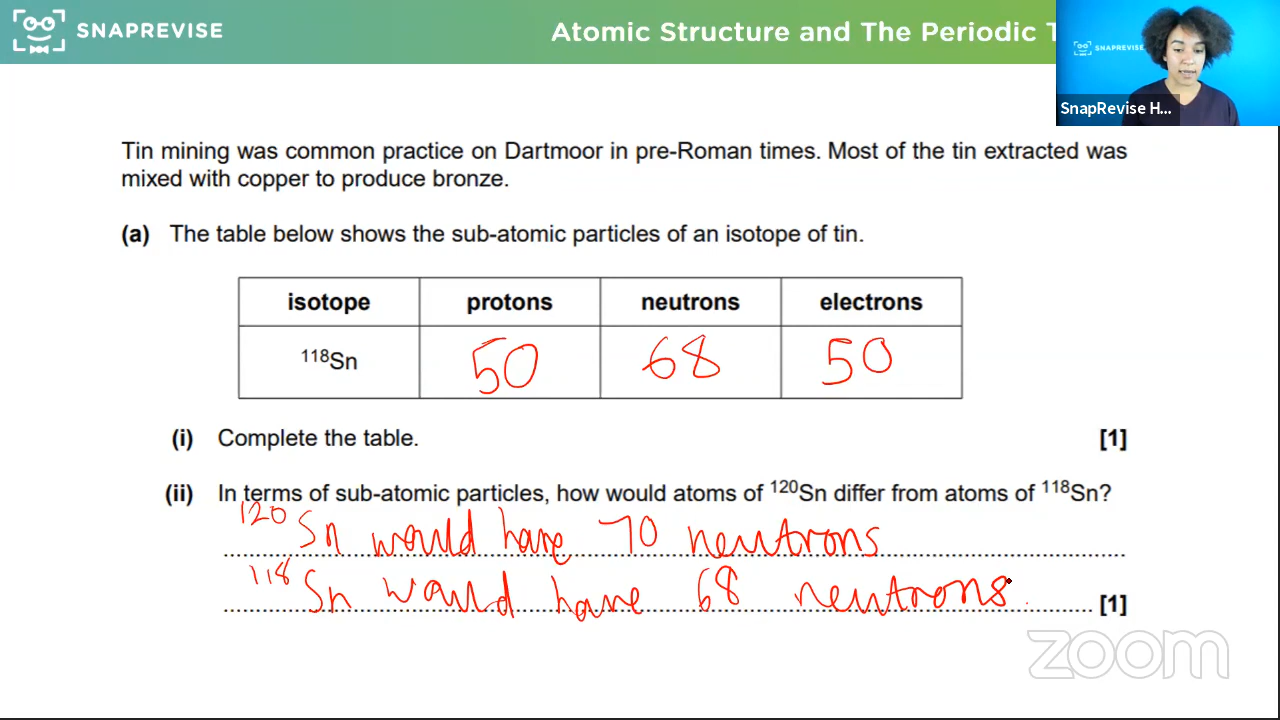 SNAPREVISE
Atomic Structure and The Periodic T
SNAPREVISE
SnapRevise H...
Tin mining was common practice on Dartmoor in pre-Roman times. Most of the tin extracted was
mixed with copper to produce bronze.
(a) The table below shows the sub-atomic particles of an isotope of tin.
isotope protons neutrons electrons
¹¹⁸Sn 50 68 50
(i) Complete the table. [1]
(ii) In terms of sub-atomic particles, how would atoms of ¹²⁰Sn differ from atoms of ¹¹⁸Sn?
¹²⁰Sn would have 70 neutrons
¹¹⁸Sn would have 68 neutrons. [1]
zoom